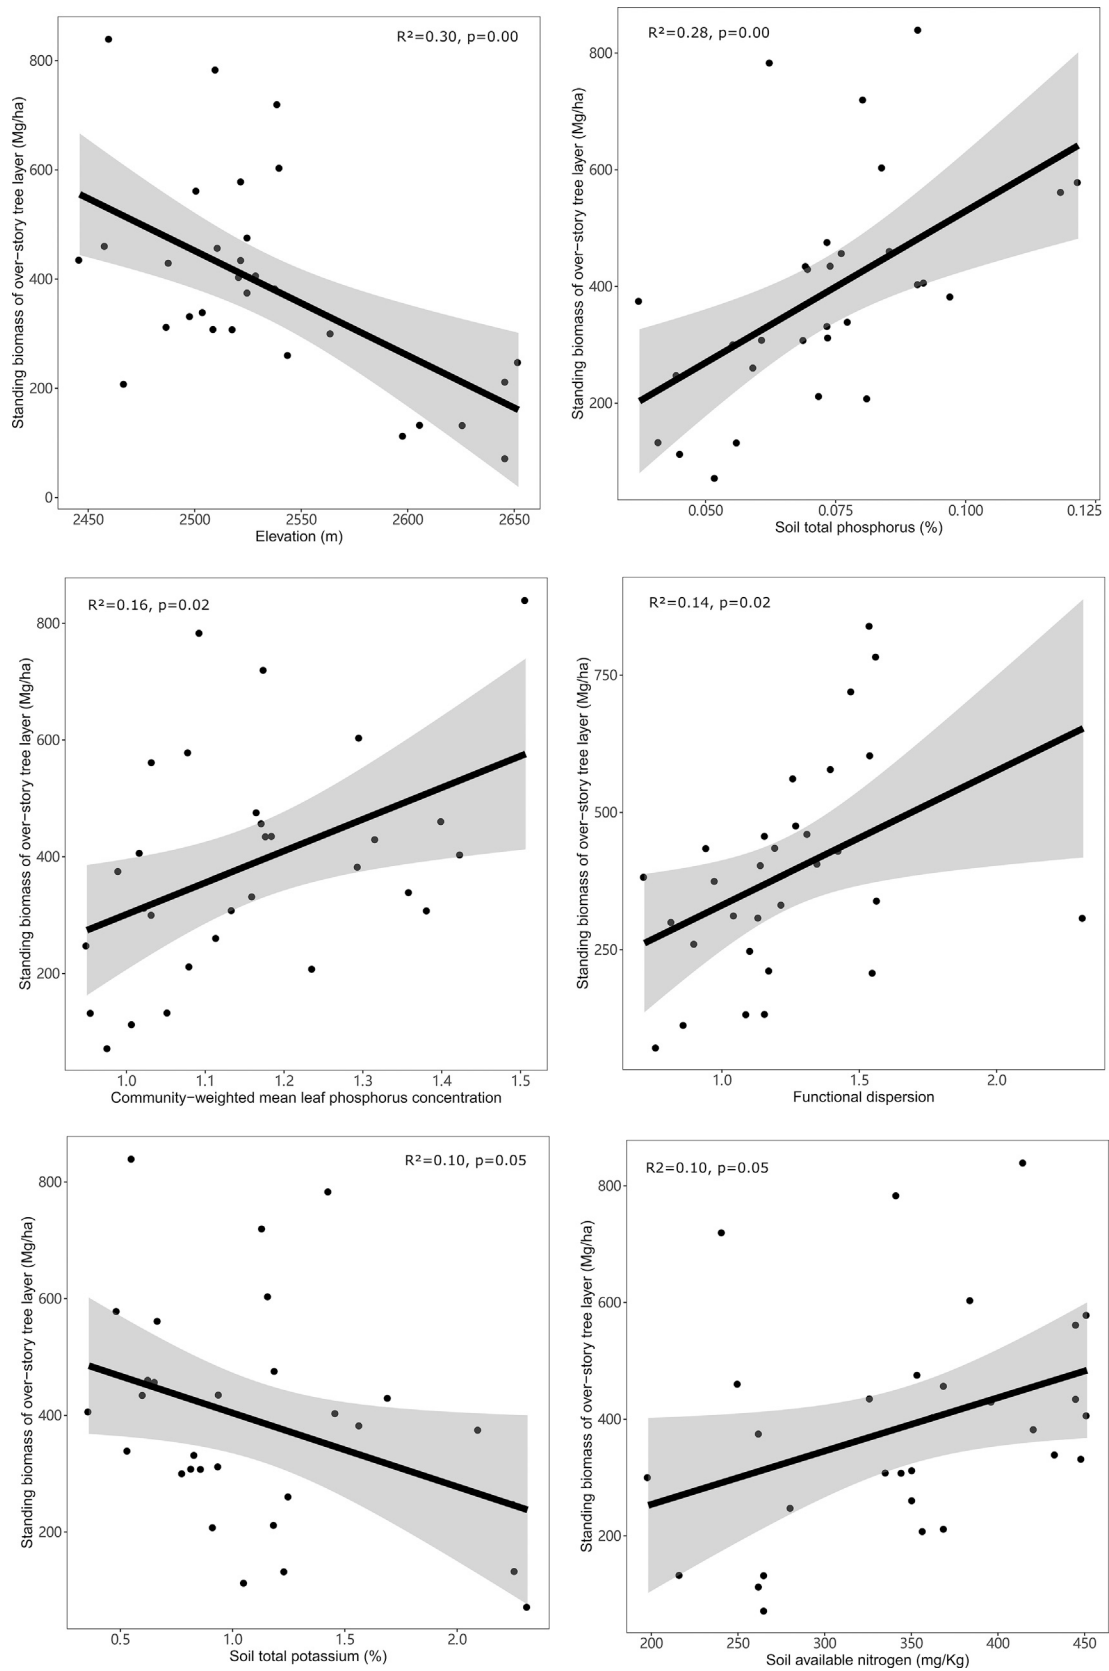 R²=0.30, p=0.00
Standing biomass of over−story tree layer (Mg/ha)
800
600
400
200
0
2450 2500 2550 2600 2650
Elevation (m)
R²=0.28, p=0.00
Standing biomass of over−story tree layer (Mg/ha)
800
600
400
200
0.050 0.075 0.100 0.125
Soil total phosphorus (%)
R²=0.16, p=0.02
Standing biomass of over−story tree layer (Mg/ha)
800
600
400
200
1.0 1.1 1.2 1.3 1.4 1.5
Community−weighted mean leaf phosphorus concentration
R²=0.14, p=0.02
Standing biomass of over−story tree layer (Mg/ha)
750
500
250
1.0 1.5 2.0
Functional dispersion
R²=0.10, p=0.05
Standing biomass of over−story tree layer (Mg/ha)
800
600
400
200
0.5 1.0 1.5 2.0
Soil total potassium (%)
R2=0.10, p=0.05
Standing biomass of over−story tree layer (Mg/ha)
800
600
400
200
200 250 300 350 400 450
Soil available nitrogen (mg/Kg)